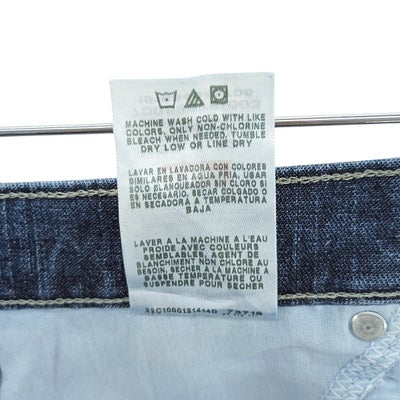 MACHINE WASH COLD WITH LIKE
COLORS, ONLY NON-CHLORINE
BLEACH WHEN NEEDED, TUMBLE
DRY LOW OR LINE DRY
LAVAR EN LAVADORA CON COLORES
SIMILARES EN AGUA FRIA, USAR
SOLO BLANQUEADOR SIN CLORO SI
ES NECESARIO, SECAR COLGADO O
EN SECADORA A TEMPERATURA
BAJA
LAVER A LA MACHINE A L'EAU
FROIDE AVEC COULEURS
SEMBLABLES, AGENT DE
BLANCHIMENT NON CHLORE AU
BESOIN, SECHER A LA MACHINE A
BASSE TEMPERATURE OU
SUSPENDRE POUR SECHER